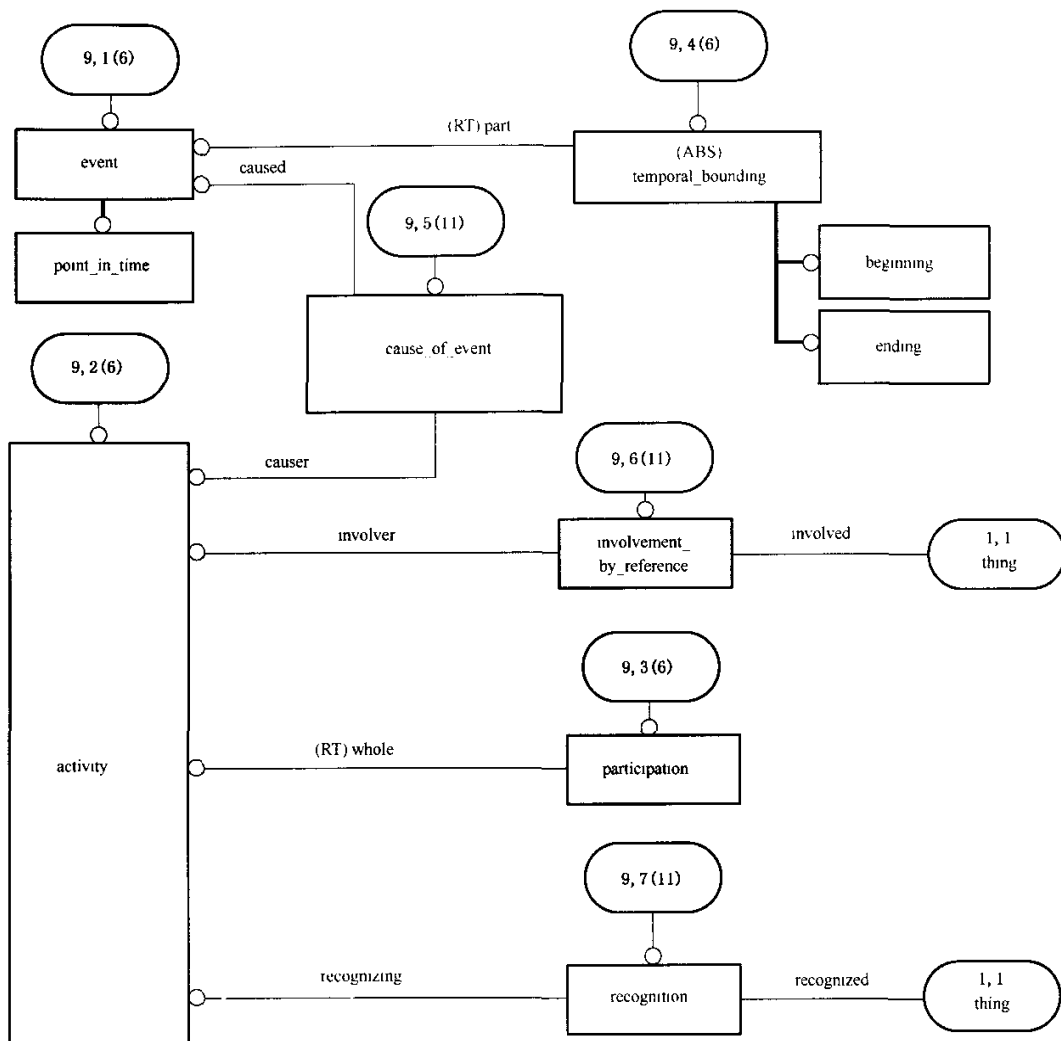 9, 1(6)
9, 4(6)
(RT) part
event
(ABS)
temporal_bounding
caused
9, 5(11)
point_in_time
beginning
cause_of_event
ending
9, 2(6)
causer
9, 6(11)
involver
involvement_
by_reference
involved
1, 1
thing
9, 3(6)
(RT) whole
activity
participation
9, 7(11)
recognizing
recognition
recognized
1, 1
thing